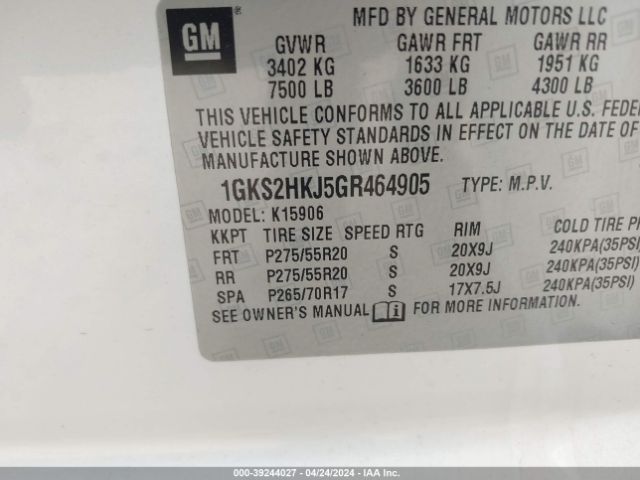 GM
®
MFD BY GENERAL MOTORS LLC
GVWR GAWR FRT GAWR RR
3402 KG 1633 KG 1951 KG
7500 LB 3600 LB 4300 LB
THIS VEHICLE CONFORMS TO ALL APPLICABLE U.S. FEDER
VEHICLE SAFETY STANDARDS IN EFFECT ON THE DATE OF
MANUFACTURE SHOWN ABOVE.
1GKS2HKJ5GR464905 TYPE: M.P.V.
MODEL: K15906
KKPT TIRE SIZE SPEED RTG RIM COLD TIRE PR
FRT P275/55R20 S 20X9J 240KPA(35PSI)
RR P275/55R20 S 20X9J 240KPA(35PSI)
SPA P265/70R17 S 17X7.5J 240KPA(35PSI)
SEE OWNER'S MANUAL i FOR MORE INFORMATION.
000-39244027 - 04/24/2024 - IAA Inc.